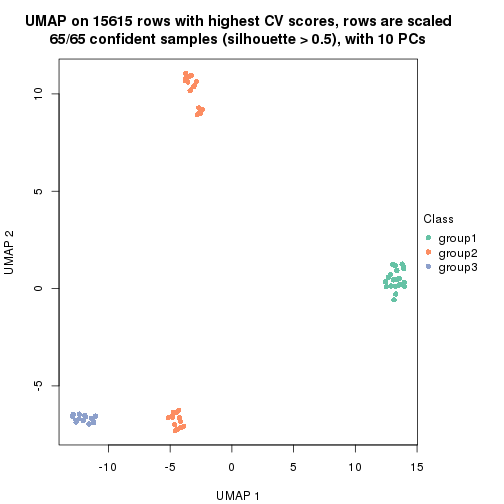 UMAP on 15615 rows with highest CV scores, rows are scaled
65/65 confident samples (silhouette > 0.5), with 10 PCs
10
5
0
-5
UMAP 2
-10
-5
0
5
10
15
UMAP 1
Class
group1
group2
group3